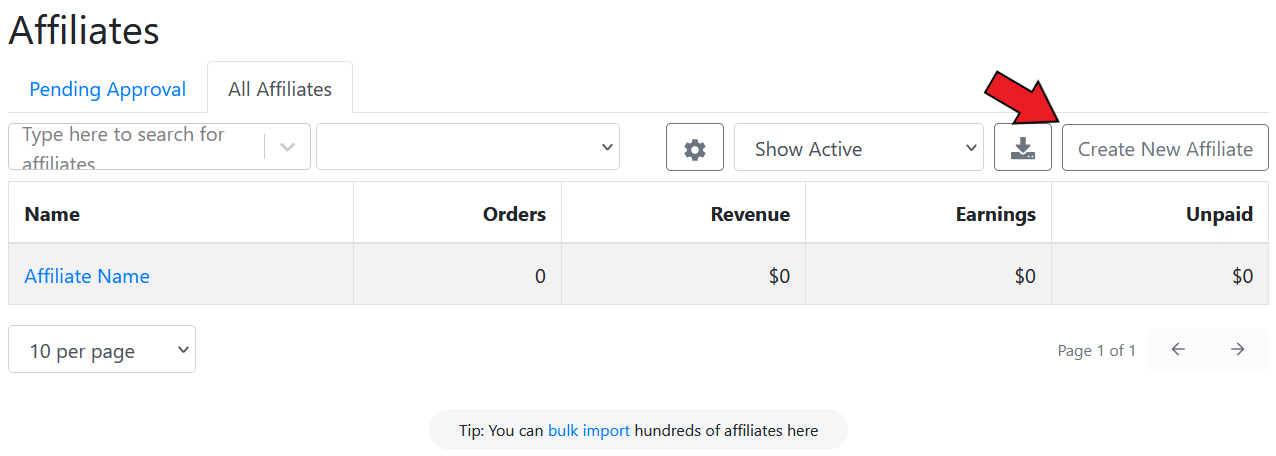 Affiliates
Pending Approval
All Affiliates
Type here to search for
affiliates
Show Active
Create New Affiliate
Name Orders Revenue Earnings Unpaid
Affiliate Name 0 $0 $0 $0
10 per page
Page 1 of 1
Tip: You can bulk import hundreds of affiliates here